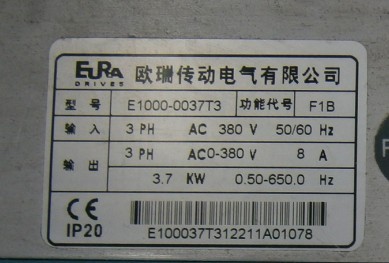 EURA DRIVES 欧瑞传动电气有限公司
型号 E1000-0037T3 功能代号 F1B
输入 3 PH AC 380 V 50/60 Hz
输出 3 PH AC0-380 V 8 A
3.7 KW 0.50-650.0 Hz
CE
IP20 E100037T312211A01078